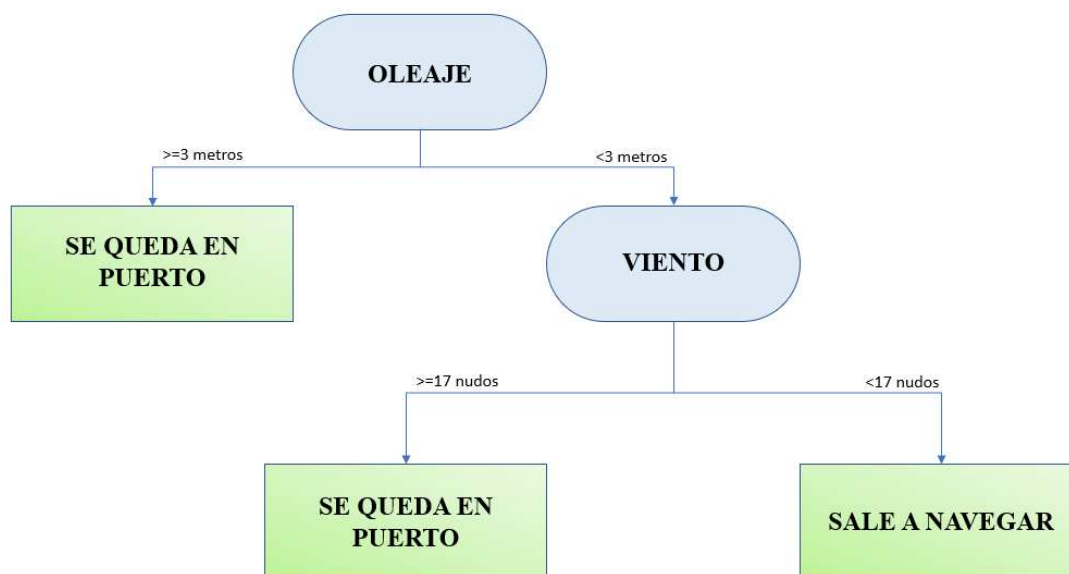 OLEAJE
>=3 metros
<3 metros
SE QUEDA EN
PUERTO
VIENTO
>=17 nudos
<17 nudos
SE QUEDA EN
PUERTO
SALE A NAVEGAR